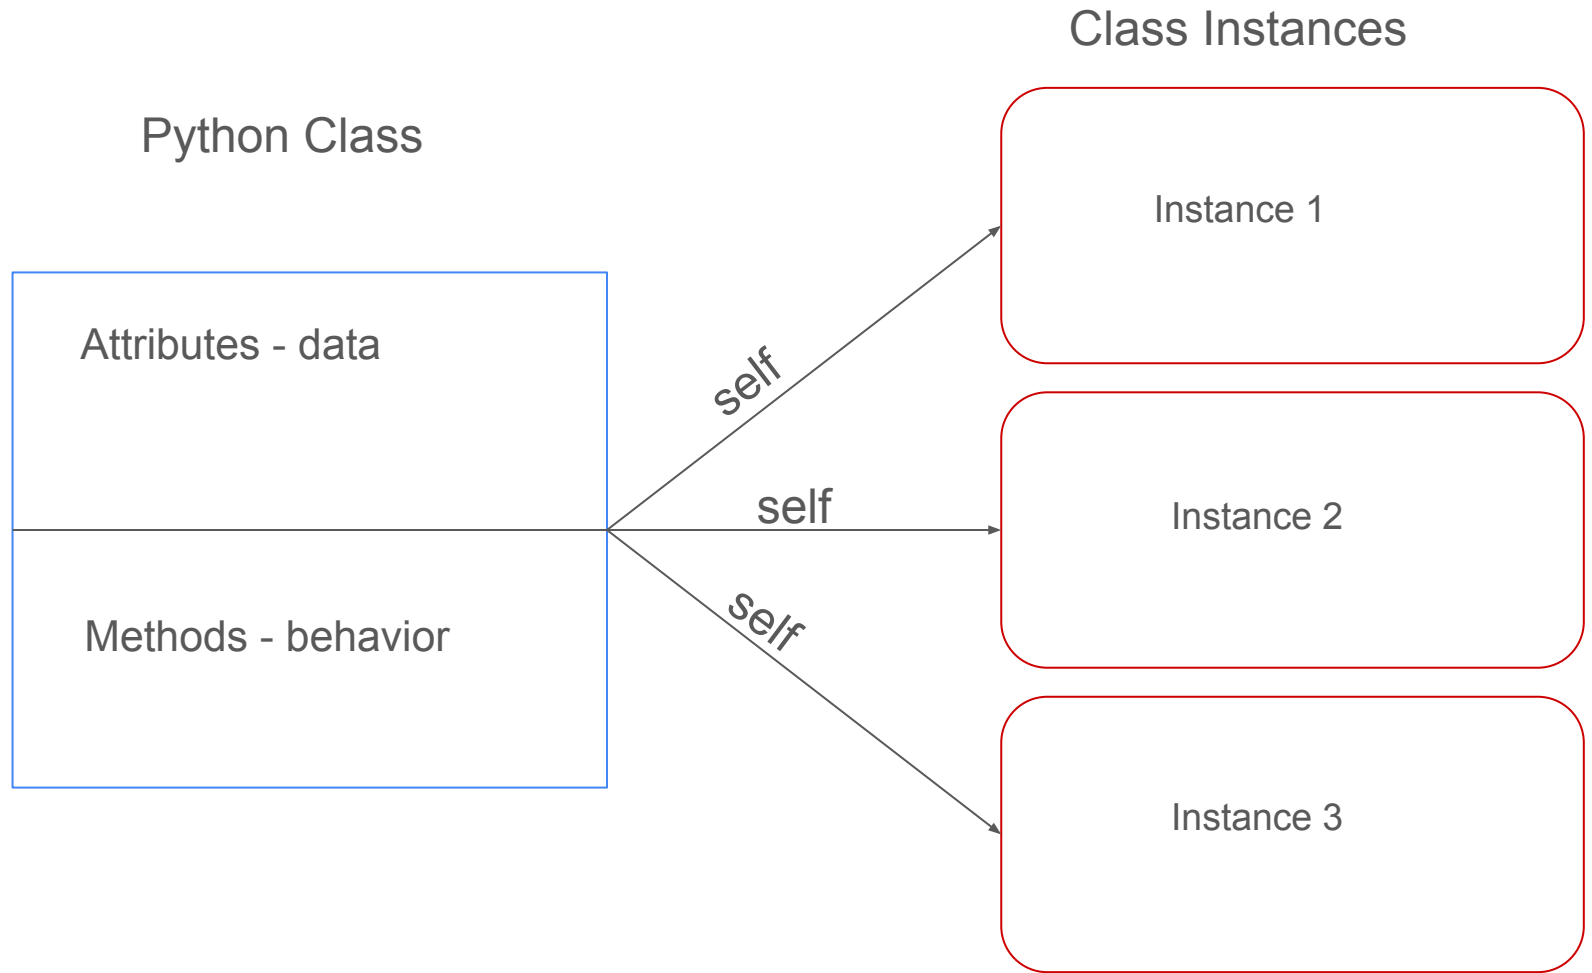 Class Instances
Python Class
Instance 1
Attributes - data
self
self
Instance 2
self
Methods - behavior
Instance 3